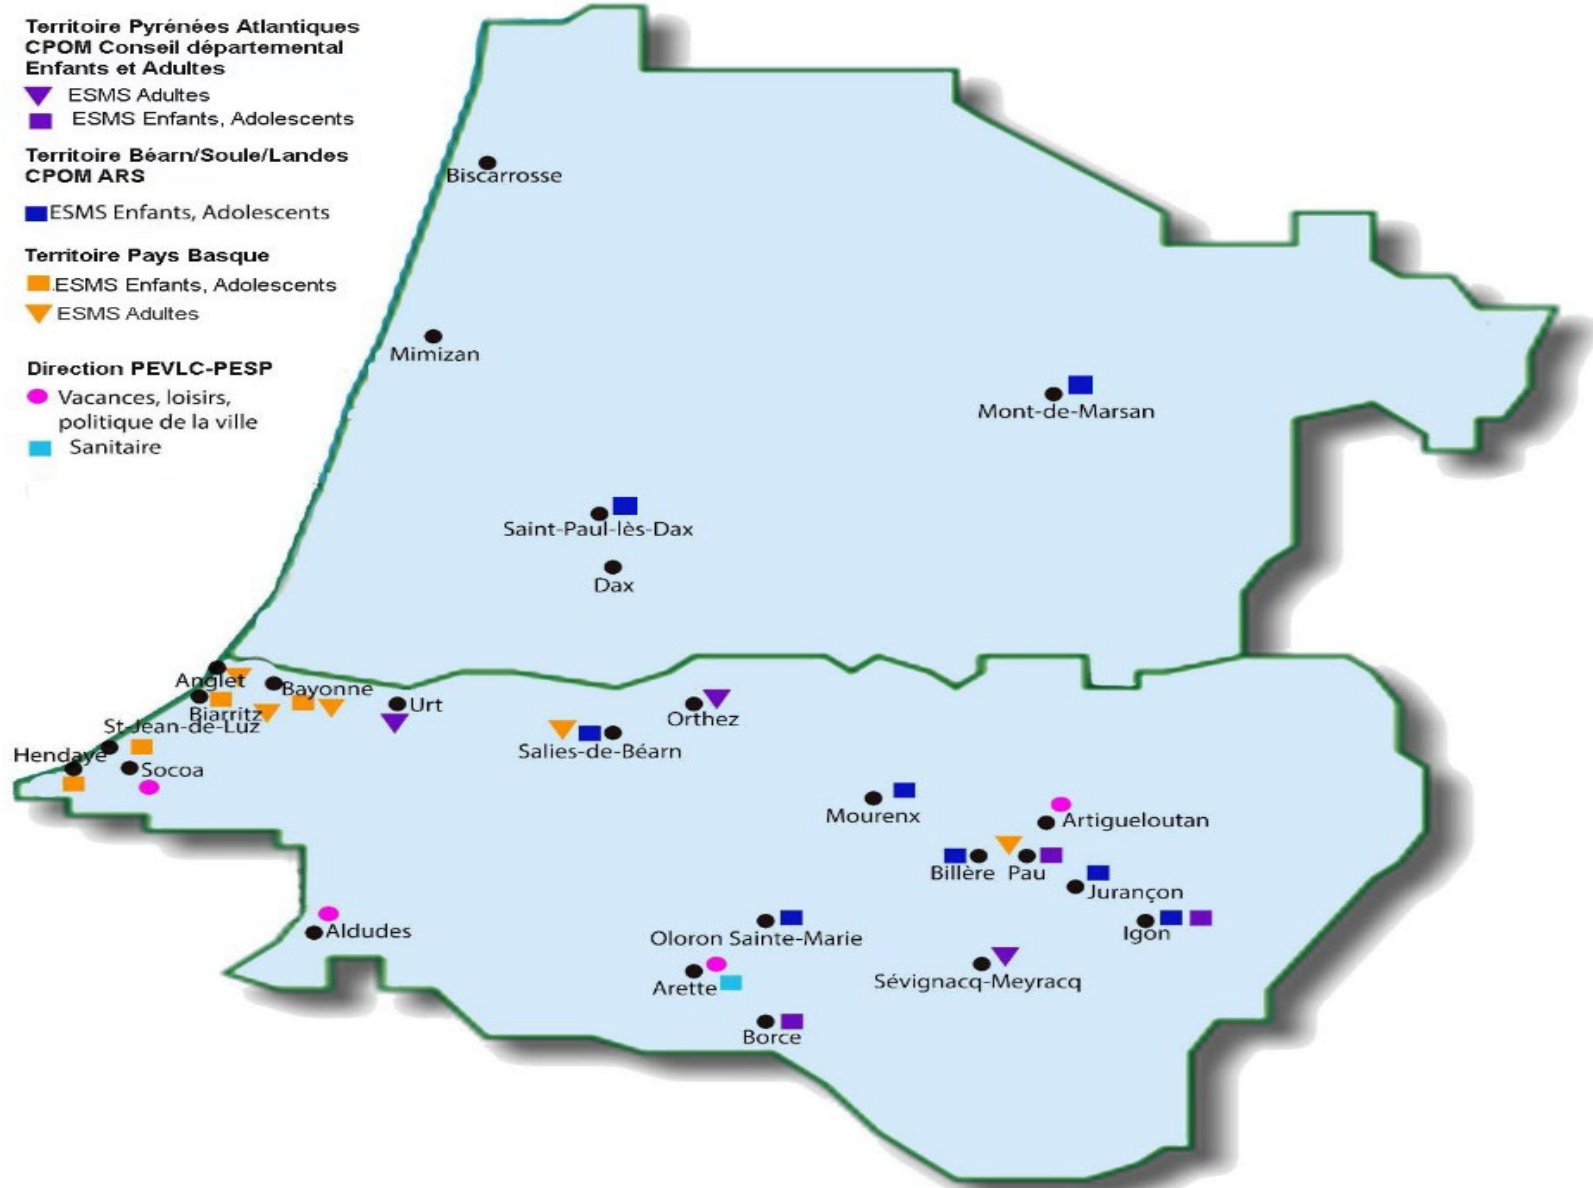 Territoire Pyrénées Atlantiques
CPOM Conseil départemental
Enfants et Adultes
ESMS Adultes
ESMS Enfants, Adolescents
Territoire Béarn/Soule/Landes
CPOM ARS
ESMS Enfants, Adolescents
Territoire Pays Basque
.ESMS Enfants, Adolescents
ESMS Adultes
Direction PEVLC-PESP
Vacances, loisirs,
politique de la ville
Sanitaire
Biscarrosse
Mimizan
Mont-de-Marsan
Saint-Paul-lès-Dax
Dax
Anglet
Bayonne
Biarritz
Urt
St-Jean-de-Luz
Orthez
Salies-de-Béarn
Hendaye
Socoa
Mourenx
Artigueloutan
Billère
Pau
Jurançon
Aldudes
Oloron Sainte-Marie
Igon
Arette
Sévignacq-Meyracq
Borce